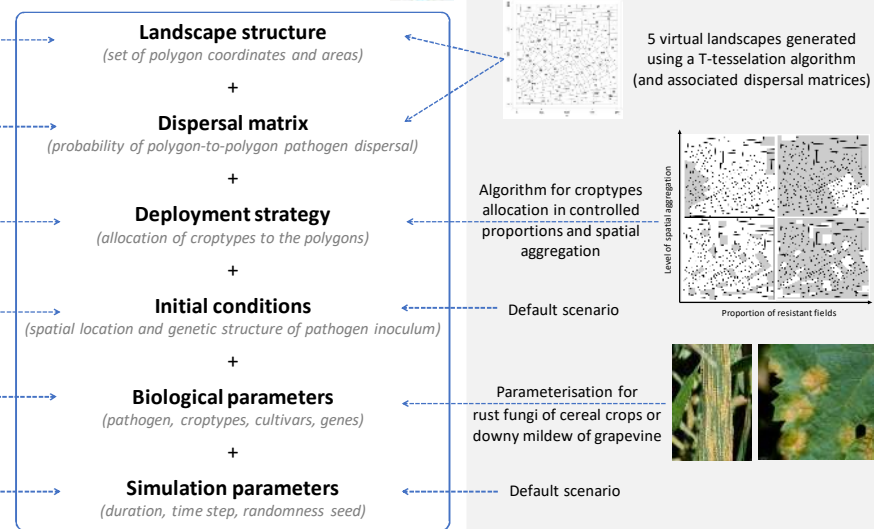 Landscape structure
(set of polygon coordinates and areas)
+
Dispersal matrix
(probability of polygon-to-polygon pathogen dispersal)
+
Deployment strategy
(allocation of croptypes to the polygons)
+
Initial conditions
(spatial location and genetic structure of pathogen inoculum)
+
Biological parameters
(pathogen, croptypes, cultivars, genes)
+
Simulation parameters
(duration, time step, randomness seed)
5 virtual landscapes generated
using a T-tesselation algorithm
(and associated dispersal matrices)
Algorithm for croptypes
allocation in controlled
proportions and spatial
aggregation
Level of spatial aggregation
Proportion of resistant fields
Default scenario
Parameterisation for
rust fungi of cereal crops or
downy mildew of grapevine
Default scenario